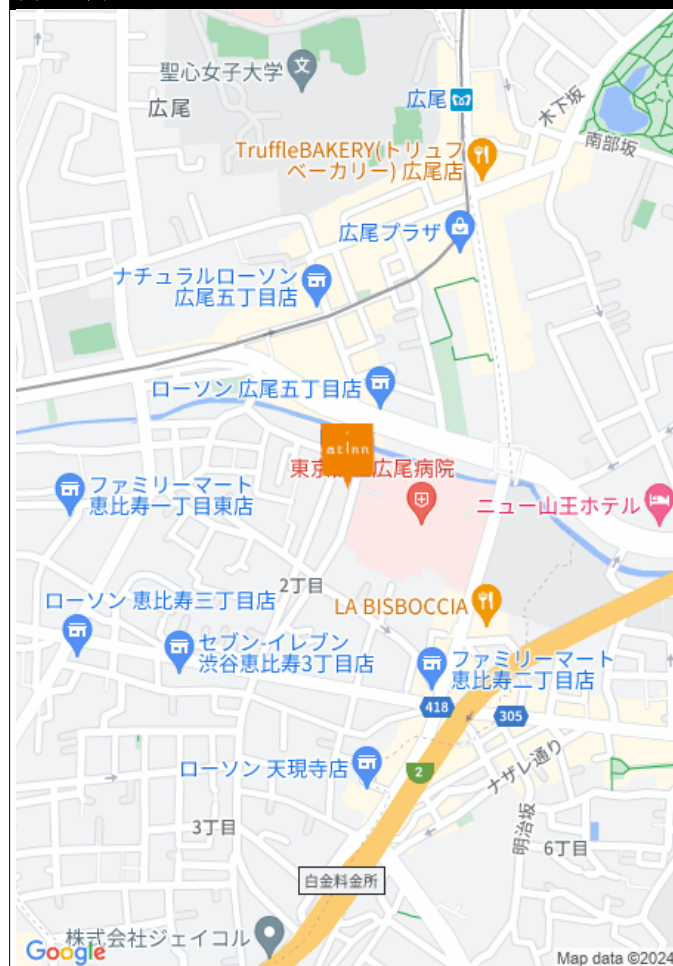 聖心女子大学
広尾
広尾
木下坂
南部坂
TruffleBAKERY(トリュフ
ベーカリー) 広尾店
広尾プラザ
ナチュラルローソン
広尾五丁目店
ローソン 広尾五丁目店
at Inn
東京
広尾病院
ファミリーマート
恵比寿一丁目東店
ニュー山王ホテル
2丁目
ローソン 恵比寿三丁目店
LA BISBOCCIA
セブン-イレブン
渋谷恵比寿3丁目店
ファミリーマート
恵比寿二丁目店
418
305
ローソン 天現寺店
2
ナザレ通り
明治坂
3丁目
6丁目
白金料金所
株式会社ジェイコル
Google
Map data ©2024